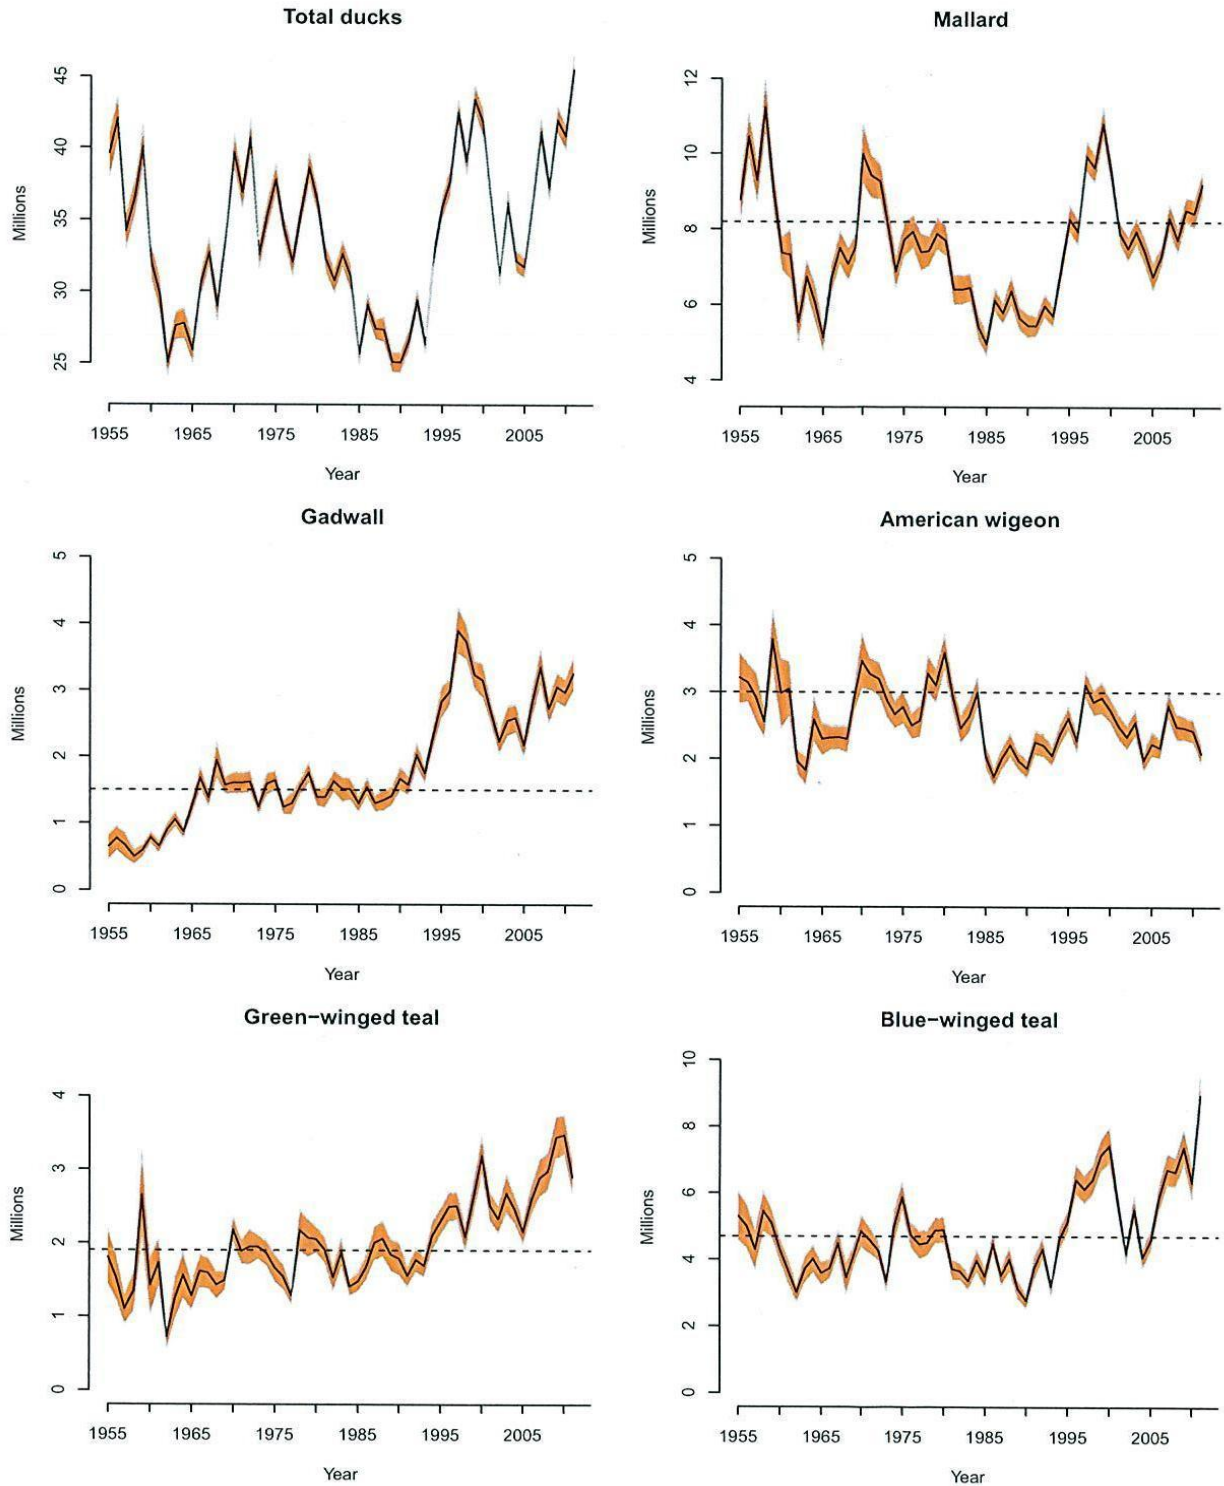 Total ducks
Millions
45
40
35
30
25
1955 1965 1975 1985 1995 2005
Year
Mallard
Millions
12
10
8
6
4
1955 1965 1975 1985 1995 2005
Year
Gadwall
Millions
5
4
3
2
1
0
1955 1965 1975 1985 1995 2005
Year
American wigeon
Millions
5
4
3
2
1
0
1955 1965 1975 1985 1995 2005
Year
Green−winged teal
Millions
4
3
2
1
0
1955 1965 1975 1985 1995 2005
Year
Blue−winged teal
Millions
10
8
6
4
2
0
1955 1965 1975 1985 1995 2005
Year